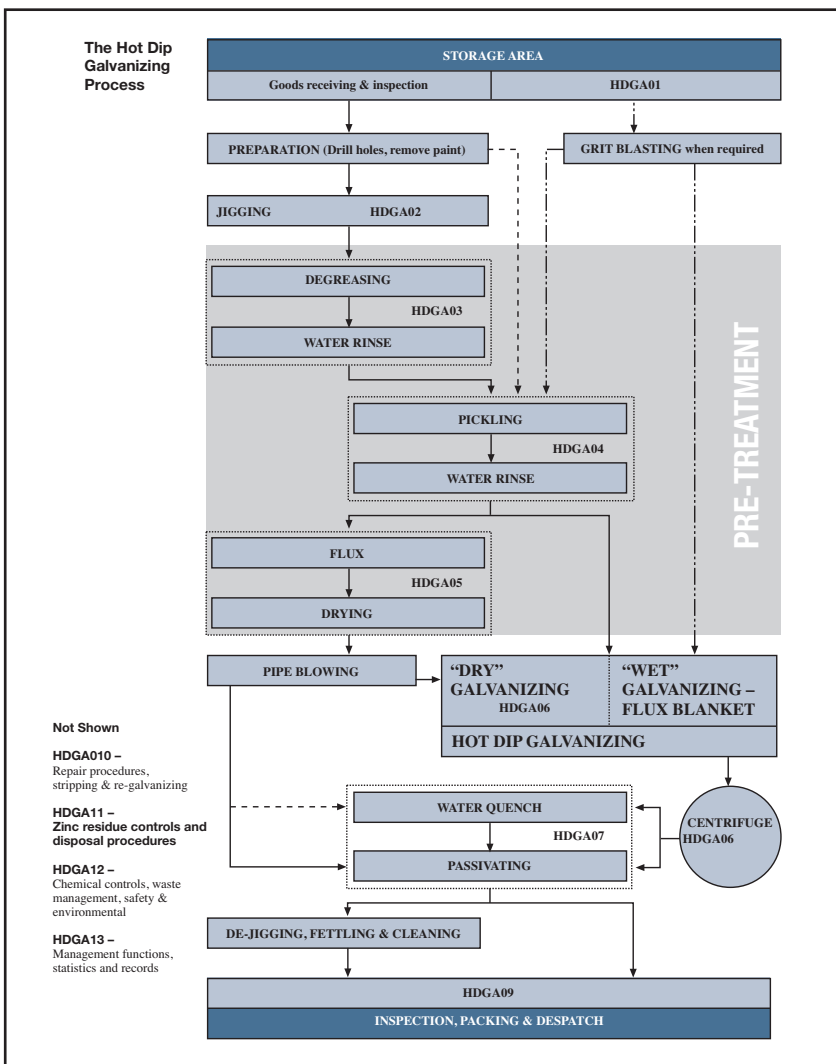 The Hot Dip
Galvanizing
Process
STORAGE AREA
Goods receiving & inspection
HDGA01
PREPARATION (Drill holes, remove paint)
GRIT BLASTING when required
JIGGING HDGA02
DEGREASING
HDGA03
WATER RINSE
PICKLING
HDGA04
WATER RINSE
PRE-TREATMENT
FLUX
HDGA05
DRYING
PIPE BLOWING
“DRY”
GALVANIZING
HDGA06
“WET”
GALVANIZING –
FLUX BLANKET
HOT DIP GALVANIZING
CENTRIFUGE
HDGA06
WATER QUENCH
HDGA07
PASSIVATING
DE-JIGGING, FETTLING & CLEANING
HDGA09
INSPECTION, PACKING & DESPATCH
Not Shown
HDGA010 –
Repair procedures,
stripping & re-galvanizing
HDGA11 –
Zinc residue controls and
disposal procedures
HDGA12 –
Chemical controls, waste
management, safety &
environmental
HDGA13 –
Management functions,
statistics and records